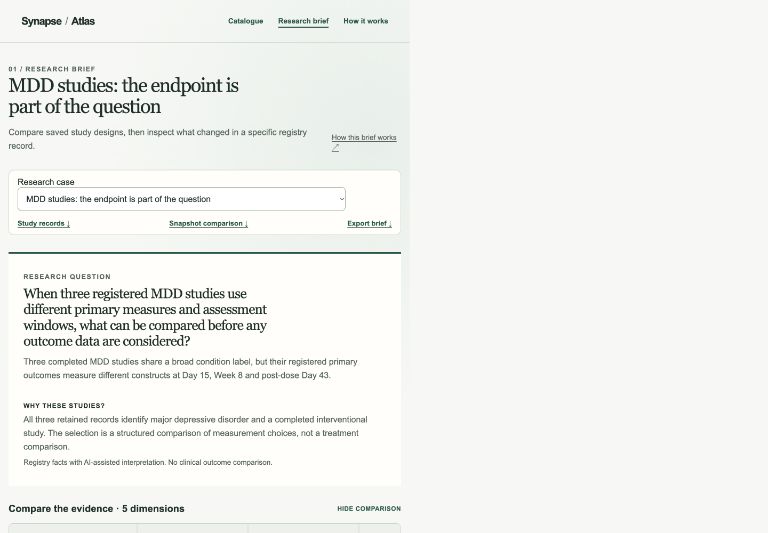 Synapse / Atlas
Catalogue
Research brief
How it works
01 / RESEARCH BRIEF
MDD studies: the endpoint is
part of the question
Compare saved study designs, then inspect what changed in a specific registry
record.
How this brief works
↗
Research case
MDD studies: the endpoint is part of the question
Study records ↓
Snapshot comparison ↓
Export brief ↓
RESEARCH QUESTION
When three registered MDD studies use
different primary measures and assessment
windows, what can be compared before any
outcome data are considered?
Three completed MDD studies share a broad condition label, but their registered primary
outcomes measure different constructs at Day 15, Week 8 and post-dose Day 43.
WHY THESE STUDIES?
All three retained records identify major depressive disorder and a completed interventional
study. The selection is a structured comparison of measurement choices, not a treatment
comparison.
Registry facts with AI-assisted interpretation. No clinical outcome comparison.
Compare the evidence · 5 dimensions
HIDE COMPARISON